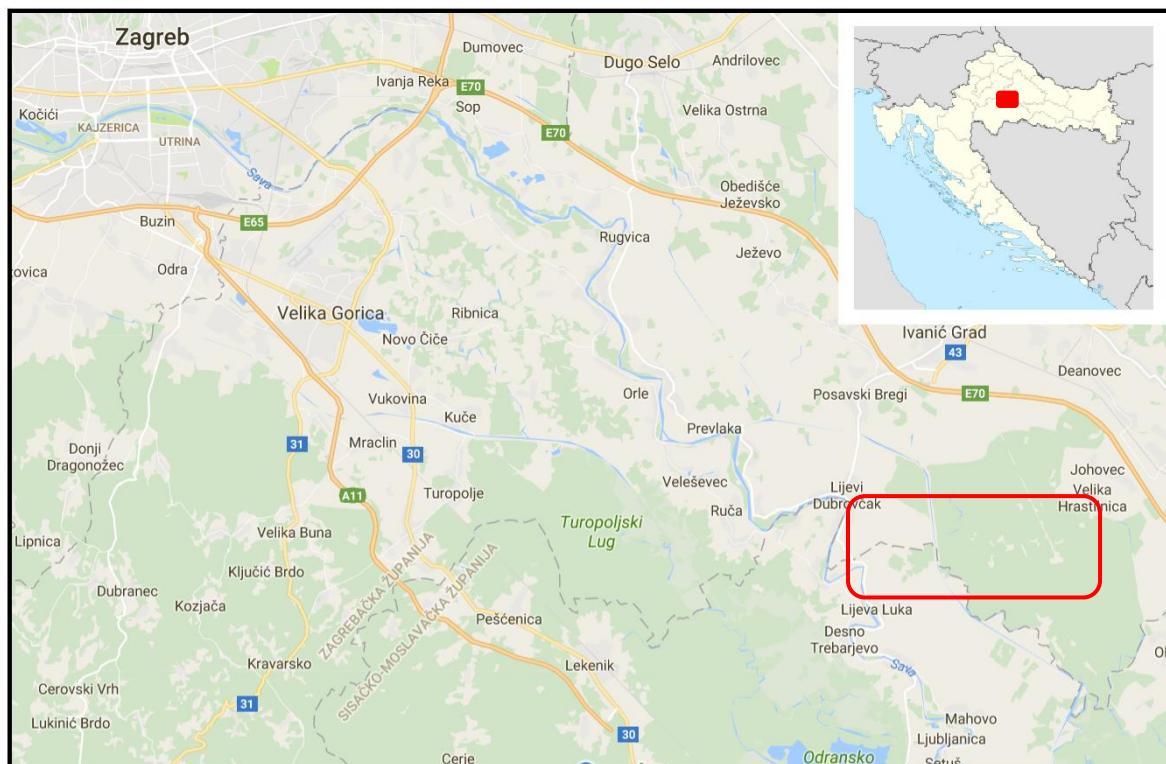 Zagreb
Dumovec
Dugo Selo
Andrilovec
Ivanja Reka
E70
Sop
Velika Ostrna
Kočići
KAJZERICA
UTRINA
E70
Sava
Obedišće
Ježevsko
Buzin
E65
Rugvica
Ježevo
Odra
Velika Gorica
Ribnica
Novo Čiče
Ivanić Grad
43
Deanovec
E70
Vukovina
Kuče
Orle
Posavski Bregi
Prevlaka
31
Mraclin
30
Donji
Dragonožec
Johovec
Velika
Hrastilnica
A11
Turopolje
Veleševec
Lijevi
Dubrovčak
Ruča
Turopoljski
Lug
Lipnica
Velika Buna
Ključić Brdo
ZAGREBAČKA ŽUPANIJA
SISAČKO-MOSLAVAČKA ŽUPANIJA
Dubranec
Kozjača
Pešćenica
Lijeva Luka
Desno
Trebarjevo
Kravarsko
Lekenik
Sava
Cerovski Vrh
31
Lukinić Brdo
Mahovo
Ljubljanica
30
Cerje
Odransko